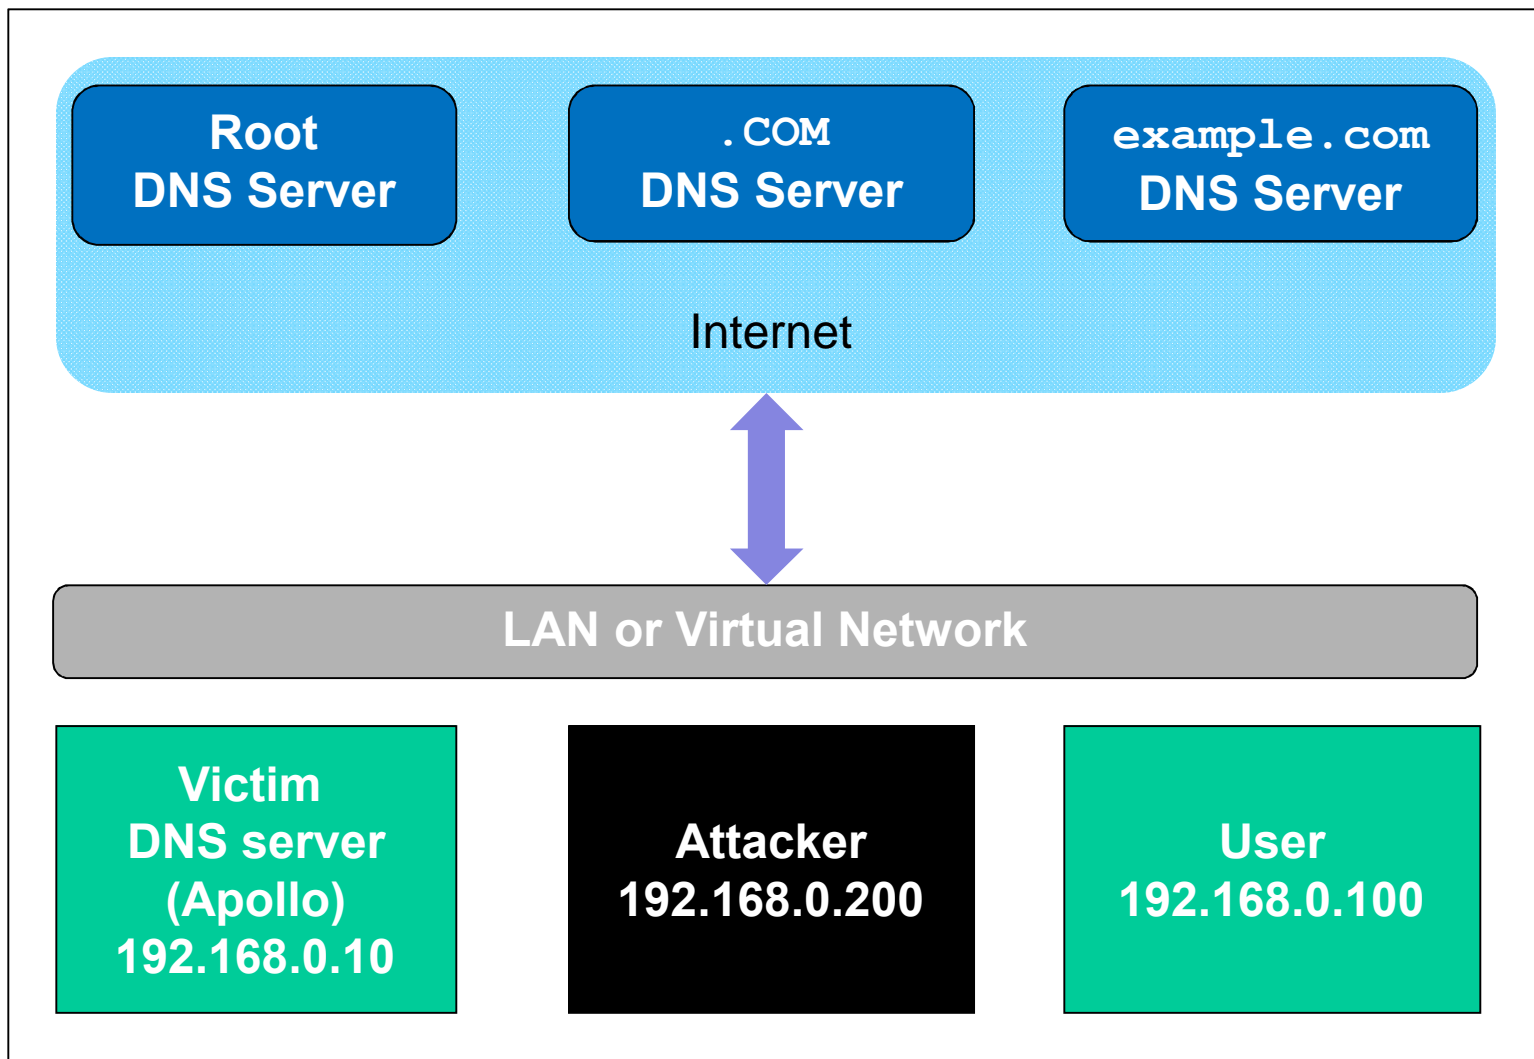 Root
DNS Server
.COM
DNS Server
example.com
DNS Server
Internet
LAN or Virtual Network
Victim
DNS server
(Apollo)
192.168.0.10
Attacker
192.168.0.200
User
192.168.0.100